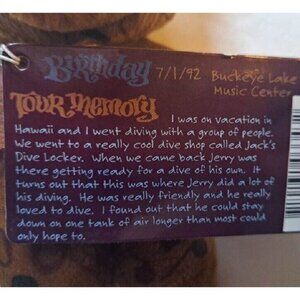 Birthday 7/1/92 Buckeye Lake
Music Center
Tour Memory
I was on vacation in
Hawaii and I went diving with a group of people.
We went to a really cool dive shop called Jack's
Dive Locker. When we came back Jerry was
there getting ready for a dive of his own. It
turns out that this was where Jerry did a lot of
his diving. He was really friendly and he really
loved to dive. I found out that he could stay
down on one tank of air longer than most could
only hope to.